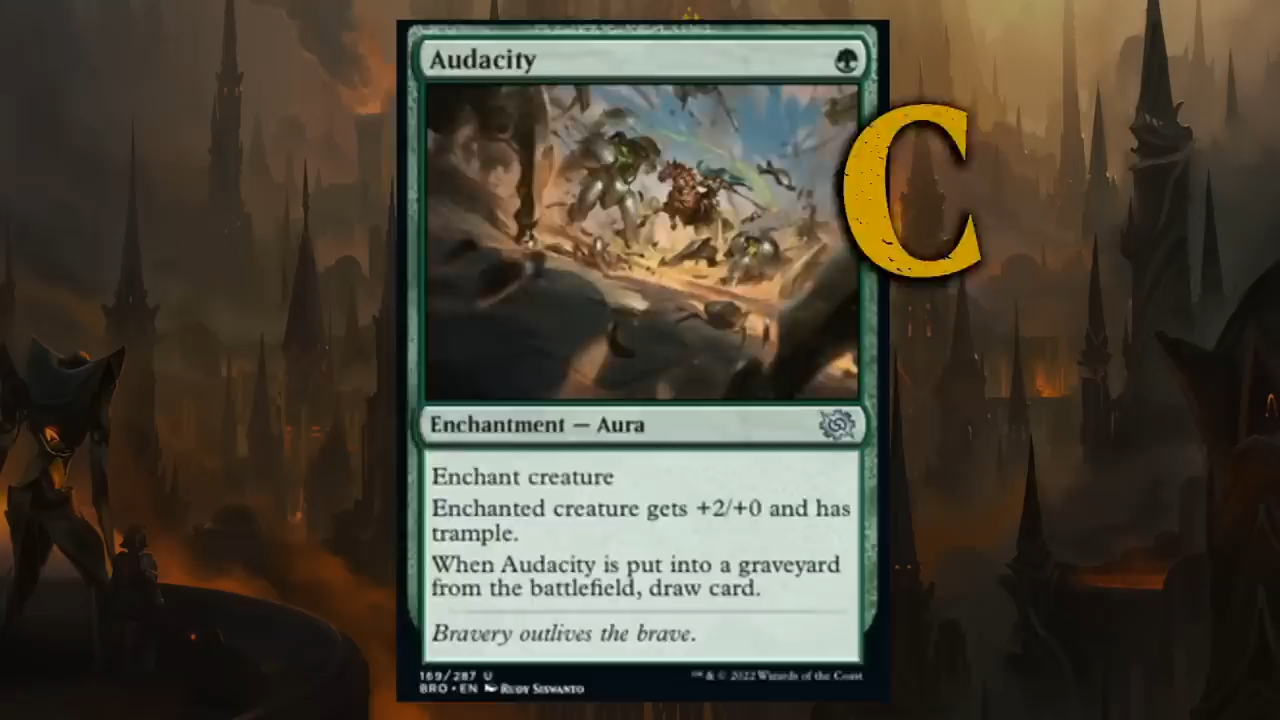 Audacity
C
Enchantment — Aura
Enchant creature
Enchanted creature gets +2/+0 and has
trample.
When Audacity is put into a graveyard
from the battlefield, draw card.
Bravery outlives the brave.
169/287 U
BRO • EN Rudy Siswanto
™ & © 2022 Wizards of the Coast